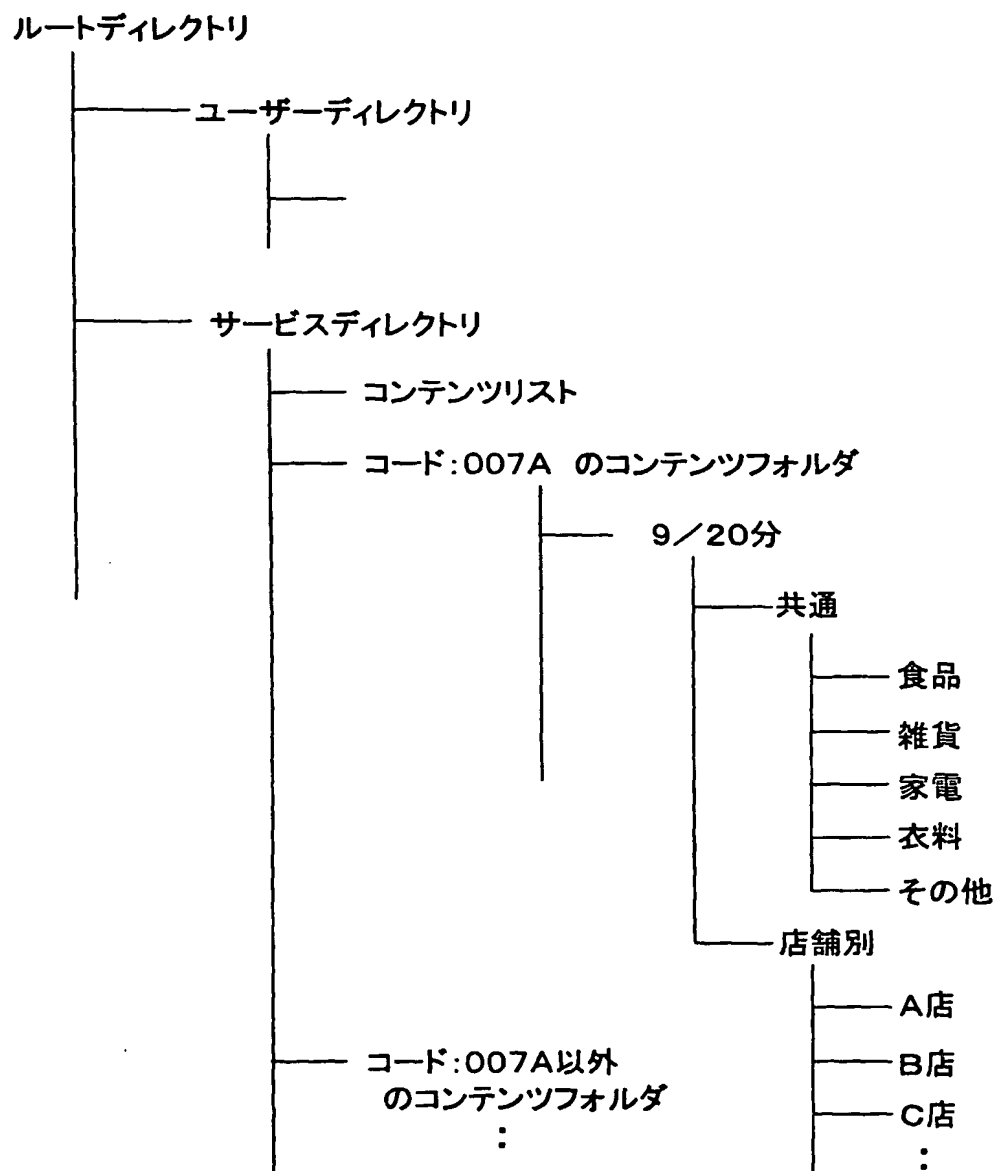 ルートディレクトリ
ユーザーディレクトリ
サービスディレクトリ
コンテンツリスト
コード:007A のコンテンツフォルダ
9／20分
共通
食品
雑貨
家電
衣料
その他
店舗別
A店
コード:007A以外
のコンテンツフォルダ
B店
C店